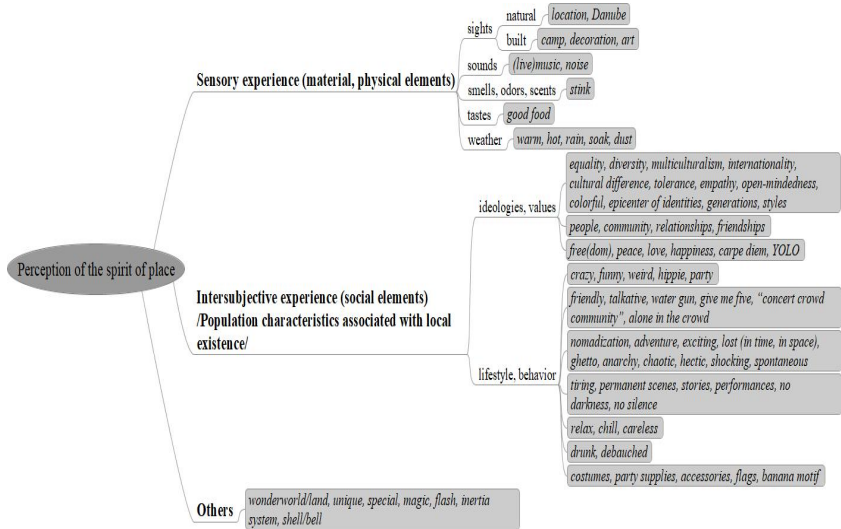 Perception of the spirit of place
Sensory experience (material, physical elements)
sights
natural
location, Danube
built
camp, decoration, art
sounds
(live)music, noise
smells, odors, scents
stink
tastes
good food
weather
warm, hot, rain, soak, dust
Intersubjective experience (social elements)
/Population characteristics associated with local
existence/
ideologies, values
equality, diversity, multiculturalism, internationality,
cultural difference, tolerance, empathy, open-mindedness,
colorful, epicenter of identities, generations, styles
people, community, relationships, friendships
free(dom), peace, love, happiness, carpe diem, YOLO
lifestyle, behavior
crazy, funny, weird, hippie, party
friendly, talkative, water gun, give me five, “concert crowd
community”, alone in the crowd
nomadization, adventure, exciting, lost (in time, in space),
ghetto, anarchy, chaotic, hectic, shocking, spontaneous
tiring, permanent scenes, stories, performances, no
darkness, no silence
relax, chill, careless
drunk, debauched
costumes, party supplies, accessories, flags, banana motif
Others
wonderworld/land, unique, special, magic, flash, inertia
system, shell/bell